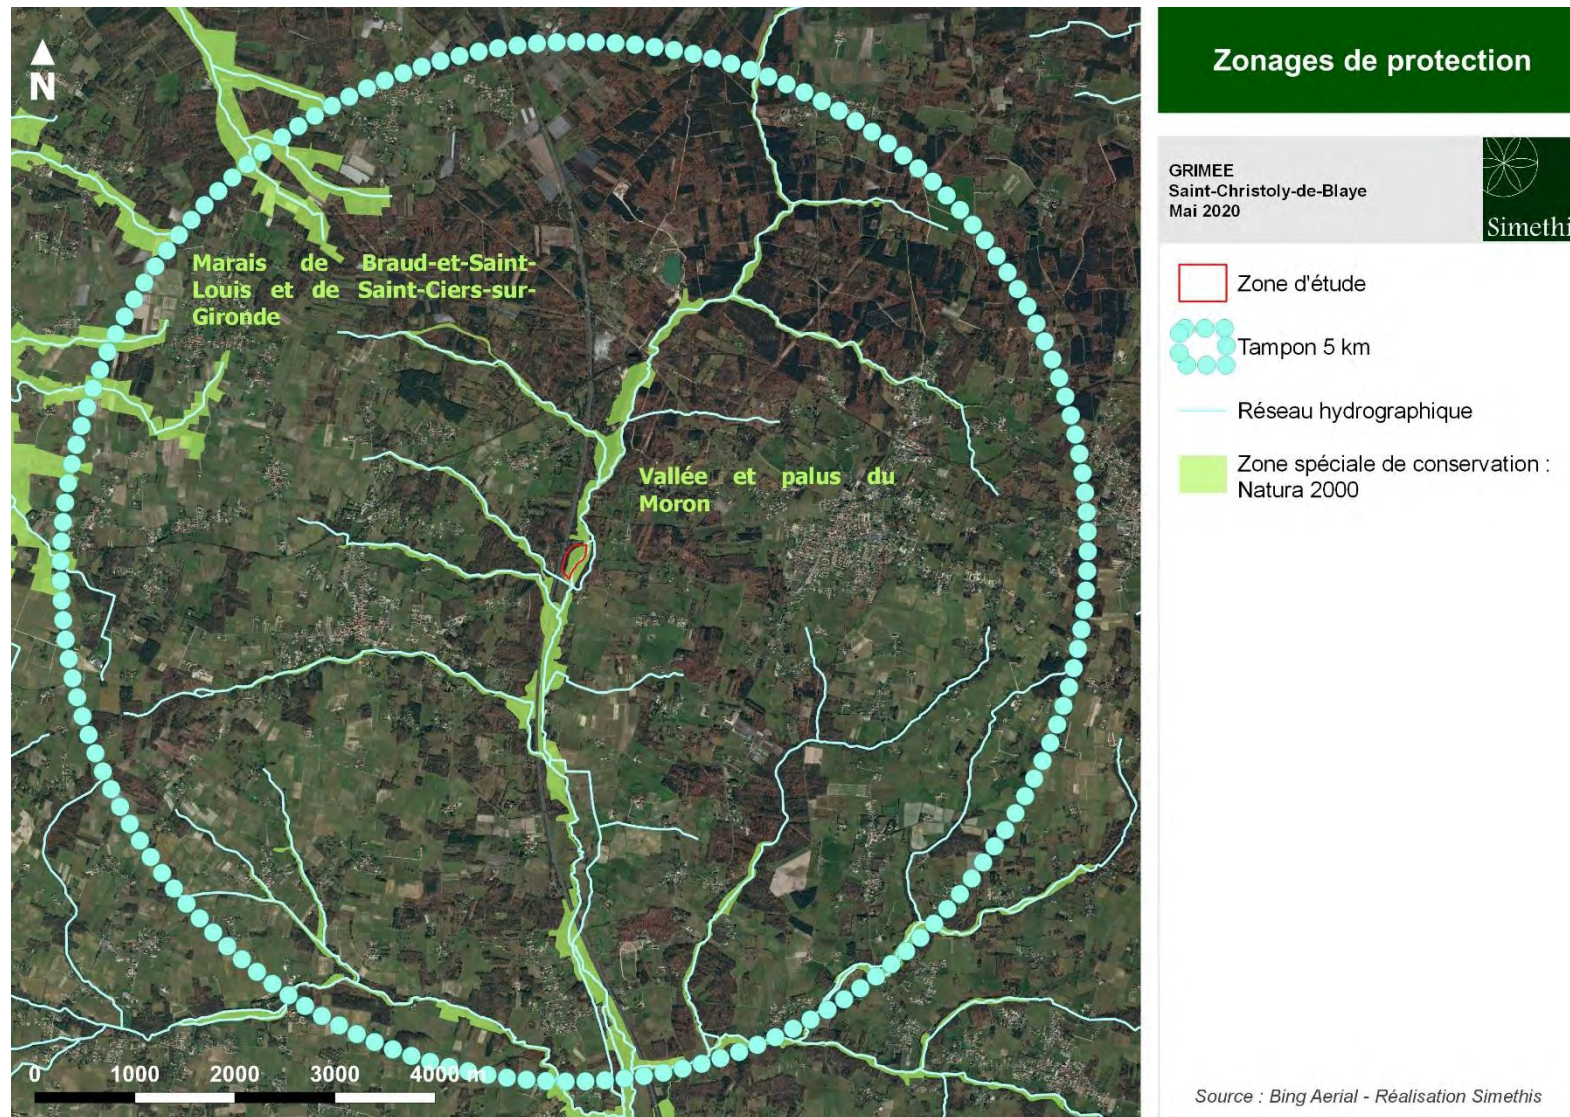 Zonages de protection
GRIMEE
Saint-Christoly-de-Blaye
Mai 2020
Simethi
Zone d'étude
Tampon 5 km
Réseau hydrographique
Zone spéciale de conservation :
Natura 2000
N
Marais de Braud-et-Saint-
Louis et de Saint-Ciers-sur-
Gironde
Vallée et palus du
Moron
0 1000 2000 3000 4000 m
Source : Bing Aerial - Réalisation Simethis